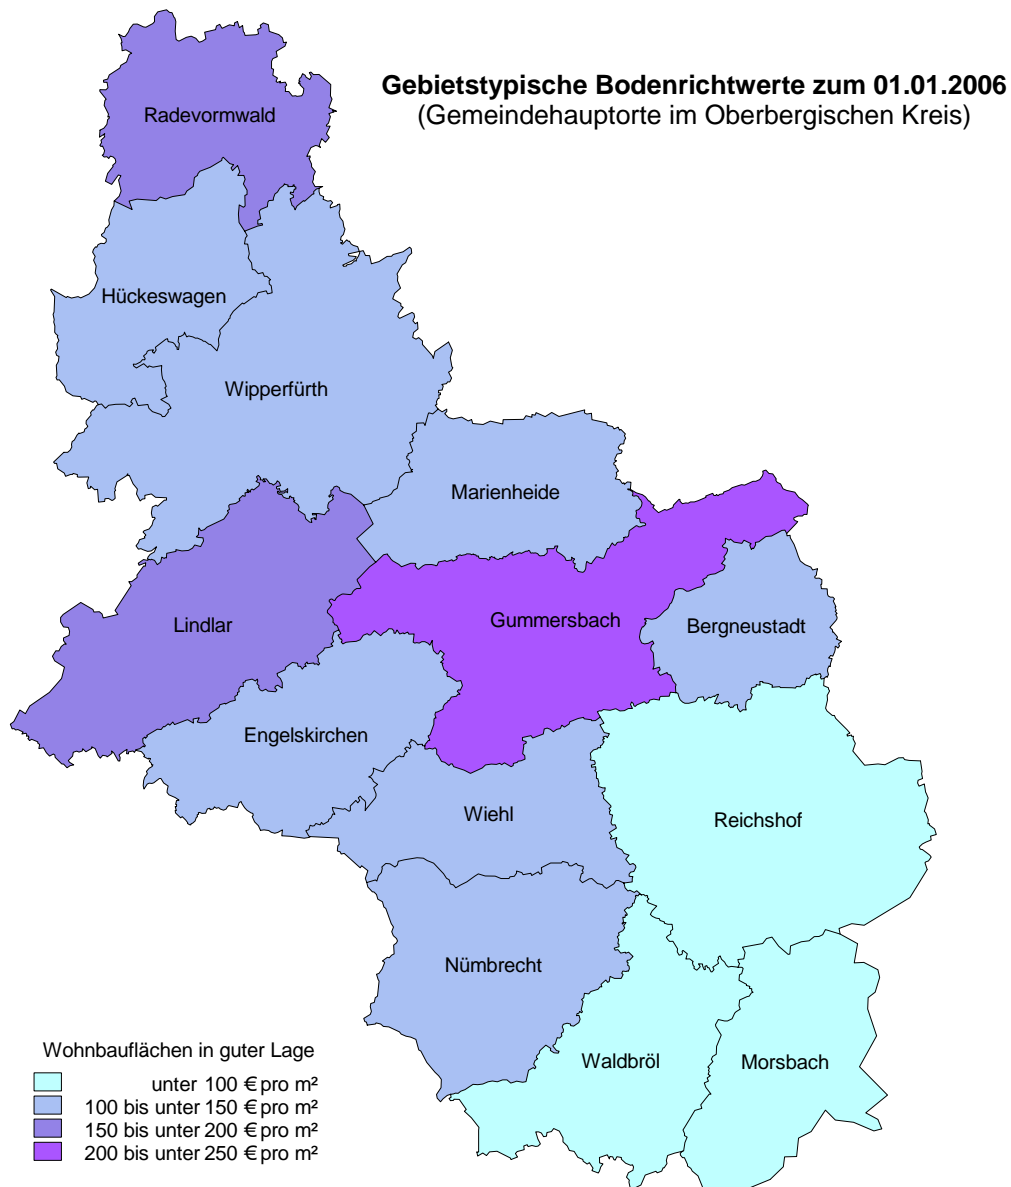 Gebietstypische Bodenrichtwerte zum 01.01.2006
(Gemeindehauptorte im Oberbergischen Kreis)
Radevormwald
Hückeswagen
Wipperfürth
Marienheide
Lindlar
Gummersbach
Bergneustadt
Engelskirchen
Wiehl
Reichshof
Nümbrecht
Waldbröl
Morsbach
Wohnbauflächen in guter Lage
unter 100 € pro m²
100 bis unter 150 € pro m²
150 bis unter 200 € pro m²
200 bis unter 250 € pro m²